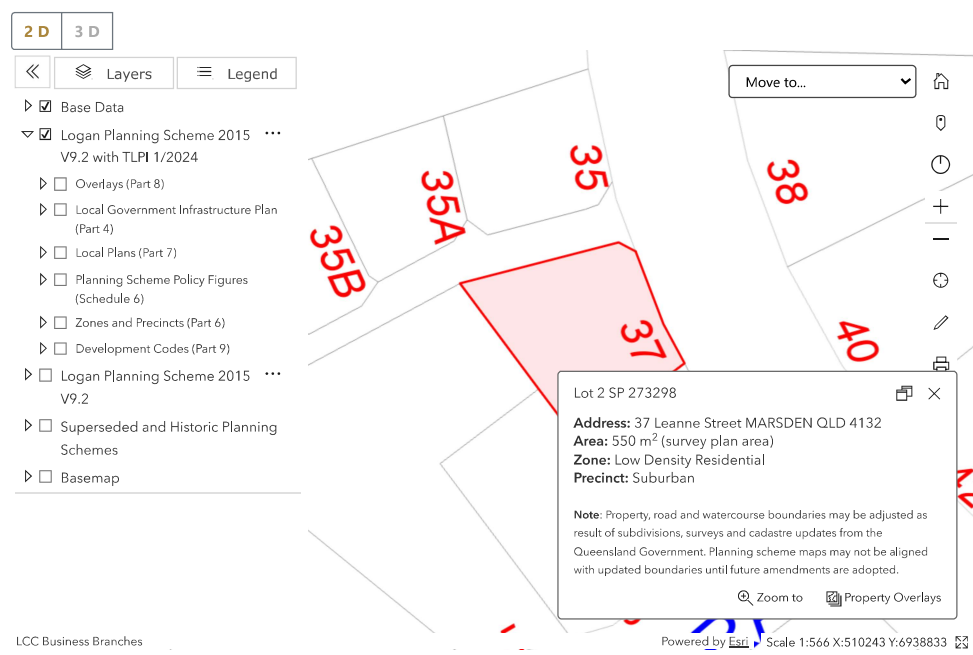 2 D
3 D
Layers
Legend
Move to...
Base Data
Logan Planning Scheme 2015
V9.2 with TLPI 1/2024
Overlays (Part 8)
Local Government Infrastructure Plan
(Part 4)
Local Plans (Part 7)
Planning Scheme Policy Figures
(Schedule 6)
Zones and Precincts (Part 6)
Development Codes (Part 9)
Logan Planning Scheme 2015
V9.2
Superseded and Historic Planning
Schemes
Basemap
35B
35A
35
38
37
40
Lot 2 SP 273298
Address: 37 Leanne Street MARSDEN QLD 4132
Area: 550 m² (survey plan area)
Zone: Low Density Residential
Precinct: Suburban
Note: Property, road and watercourse boundaries may be adjusted as
result of subdivisions, surveys and cadastre updates from the
Queensland Government. Planning scheme maps may not be aligned
with updated boundaries until future amendments are adopted.
Zoom to
Property Overlays
LCC Business Branches
Powered by Esri
Scale 1:566 X:510243 Y:6938833